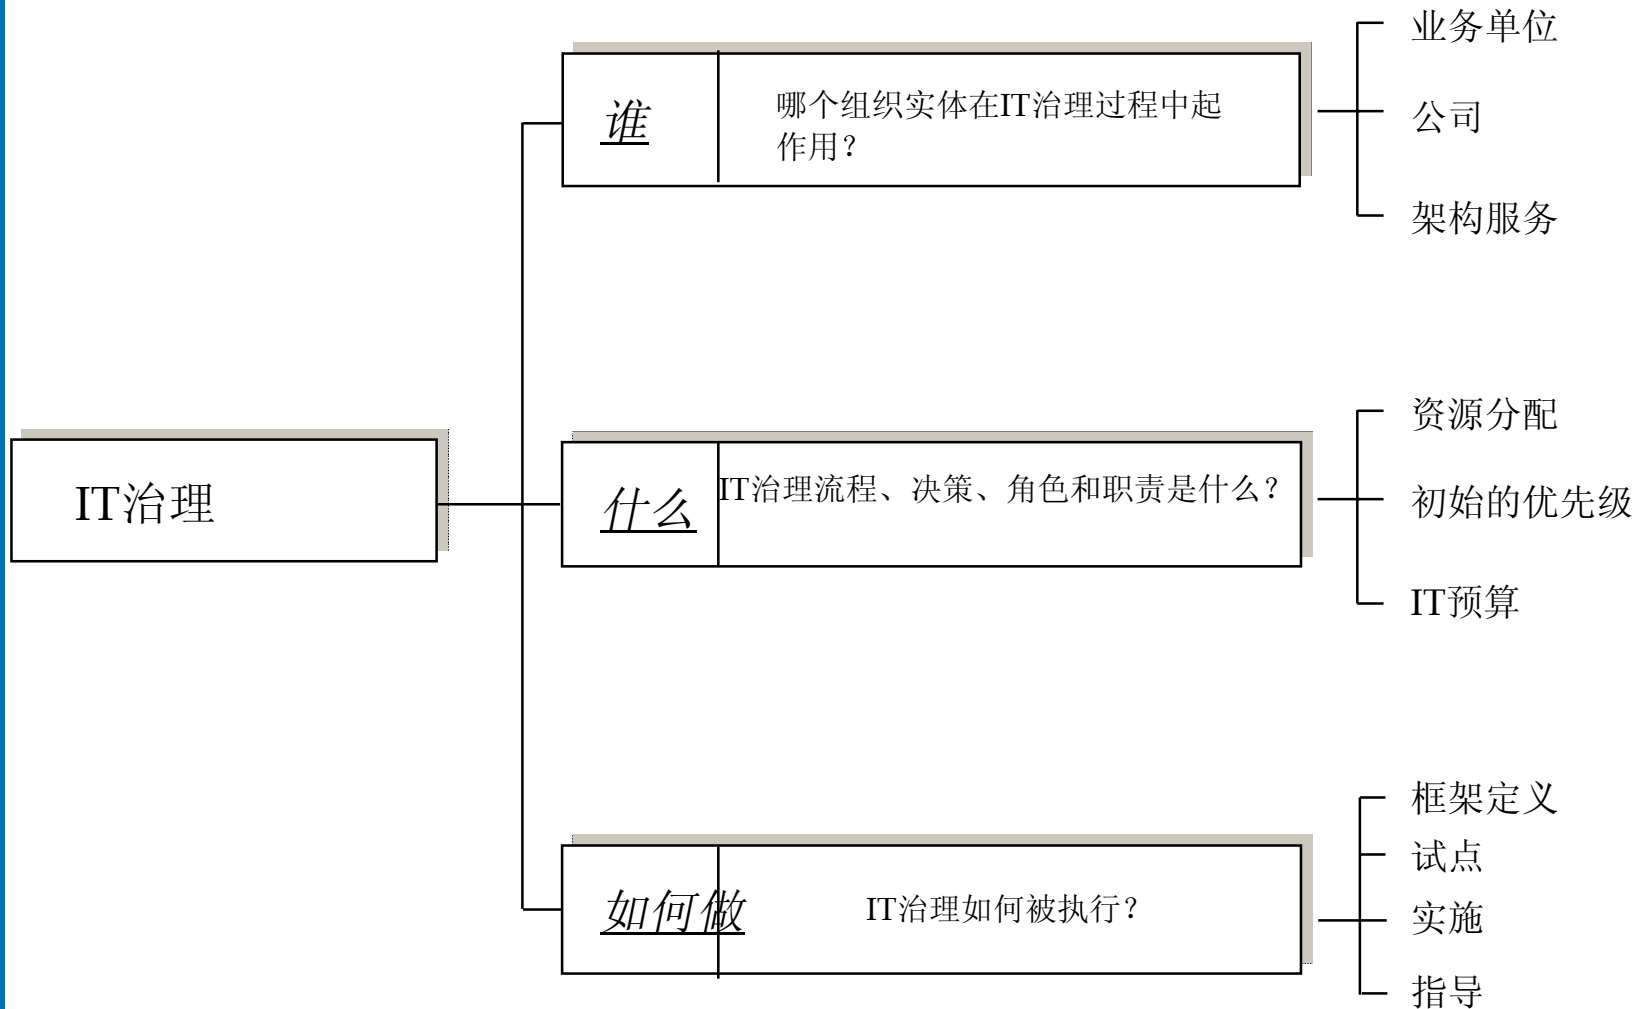 IT治理
谁
哪个组织实体在IT治理过程中起
作用?
业务单位
公司
架构服务
什么
IT治理流程、决策、角色和职责是什么?
资源分配
初始的优先级
IT预算
如何做
IT治理如何被执行?
框架定义
试点
实施
指导